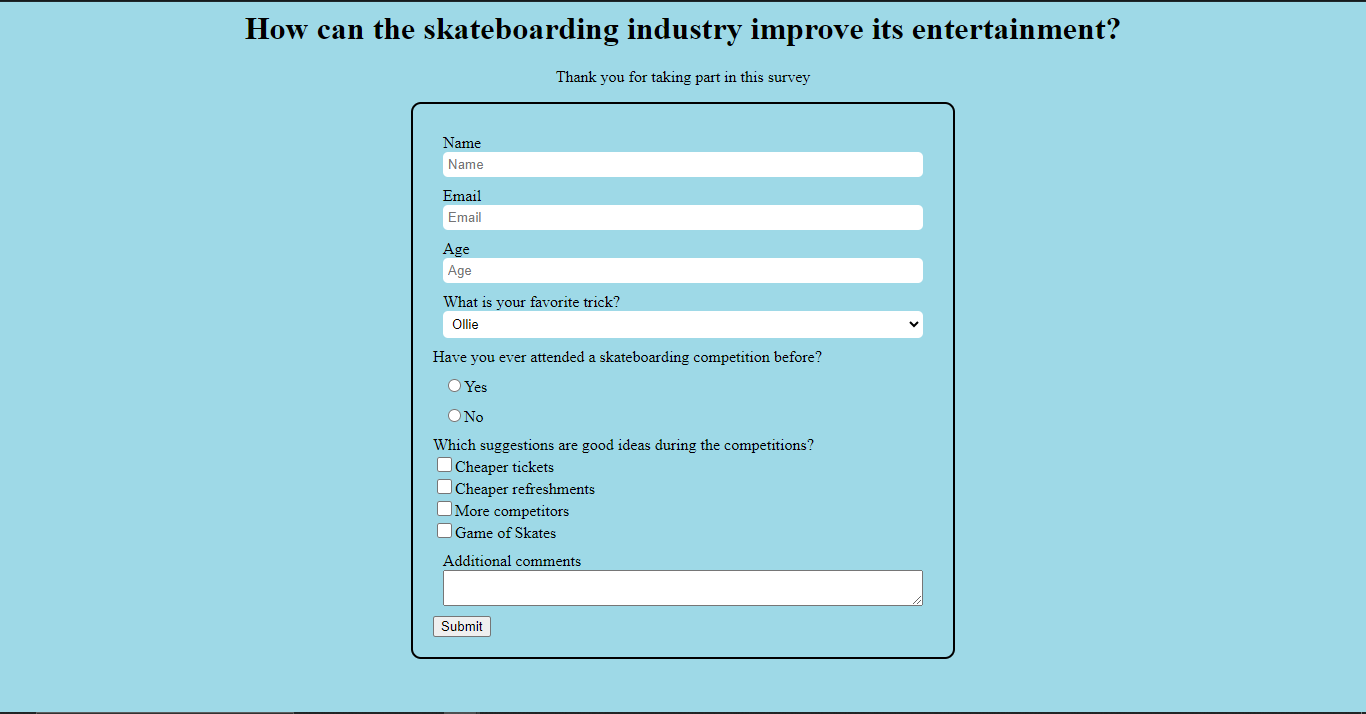 How can the skateboarding industry improve its entertainment?
Thank you for taking part in this survey
Name
Name
Email
Email
Age
Age
What is your favorite trick?
Ollie
Have you ever attended a skateboarding competition before?
Yes
No
Which suggestions are good ideas during the competitions?
Cheaper tickets
Cheaper refreshments
More competitors
Game of Skates
Additional comments
Submit